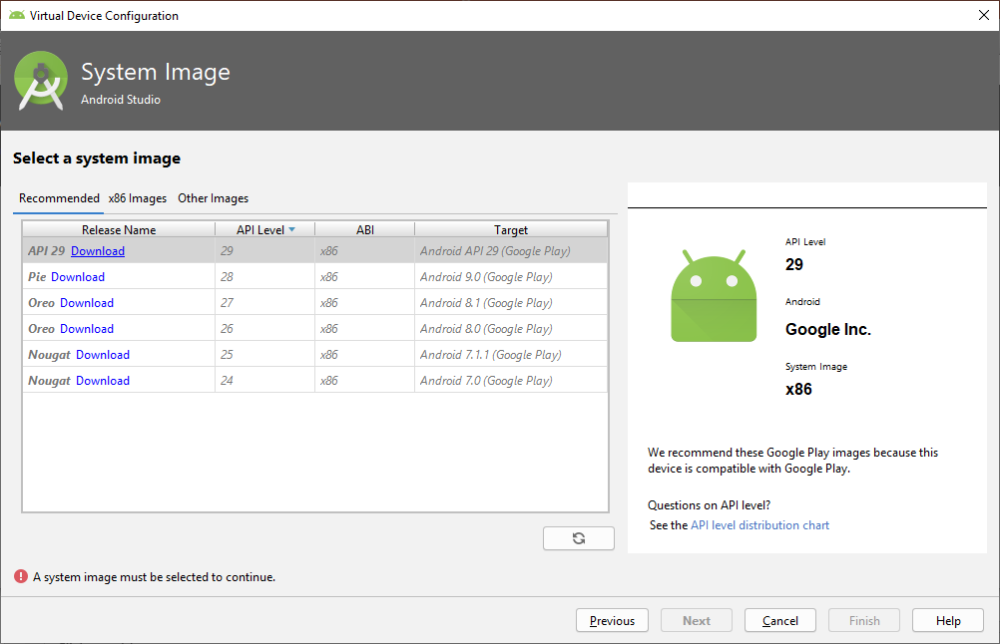 Virtual Device Configuration
System Image
Android Studio
Select a system image
Recommended x86 Images Other Images
Release Name API Level ABI Target
API 29 Download 29 x86 Android API 29 (Google Play)
Pie Download 28 x86 Android 9.0 (Google Play)
Oreo Download 27 x86 Android 8.1 (Google Play)
Oreo Download 26 x86 Android 8.0 (Google Play)
Nougat Download 25 x86 Android 7.1.1 (Google Play)
Nougat Download 24 x86 Android 7.0 (Google Play)
API Level
29
Android
Google Inc.
System Image
x86
We recommend these Google Play images because this
device is compatible with Google Play.
Questions on API level?
See the API level distribution chart
A system image must be selected to continue.
Previous Next Cancel Finish Help